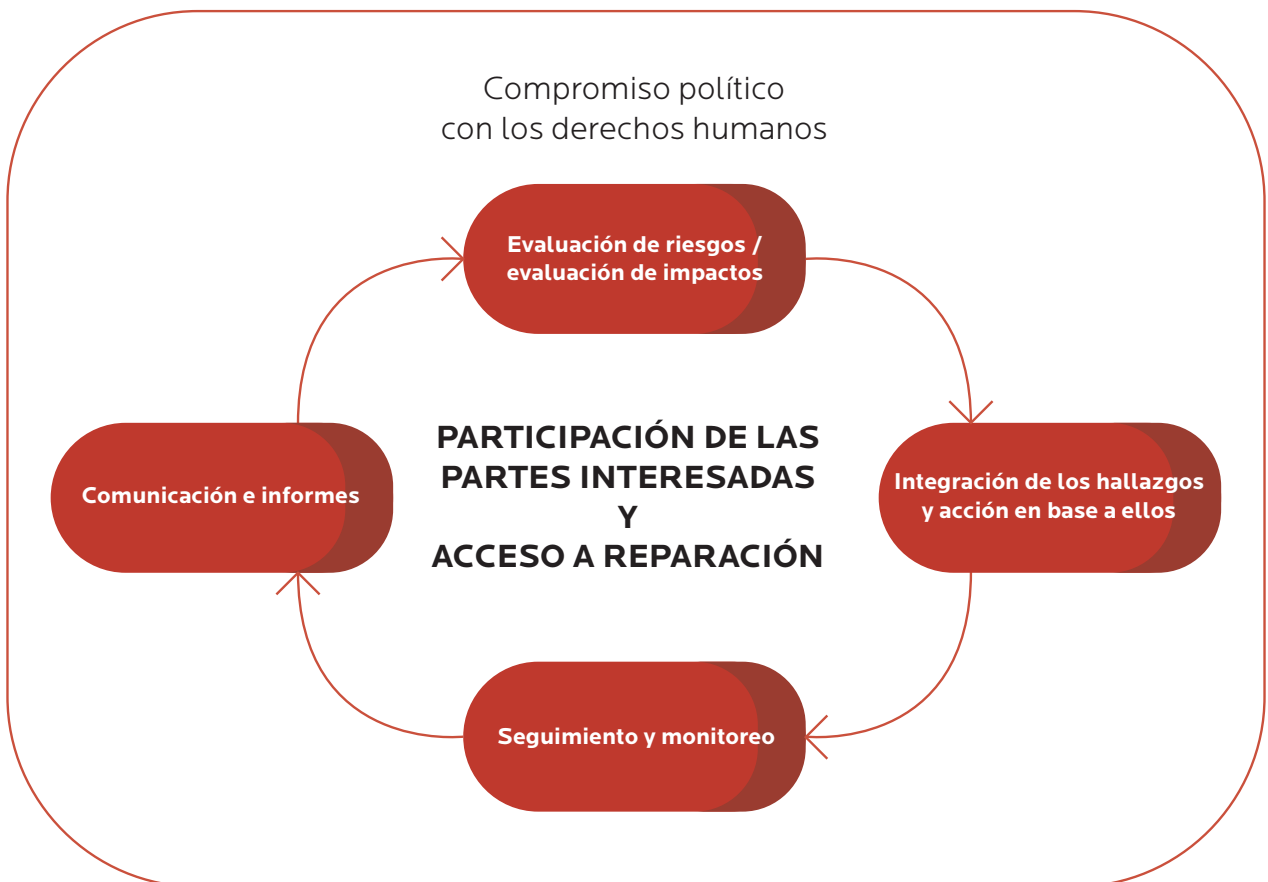 Compromiso político
con los derechos humanos
Evaluación de riesgos /
evaluación de impactos
PARTICIPACIÓN DE LAS
PARTES INTERESADAS
Y
ACCESO A REPARACIÓN
Comunicación e informes
Integración de los hallazgos
y acción en base a ellos
Seguimiento y monitoreo